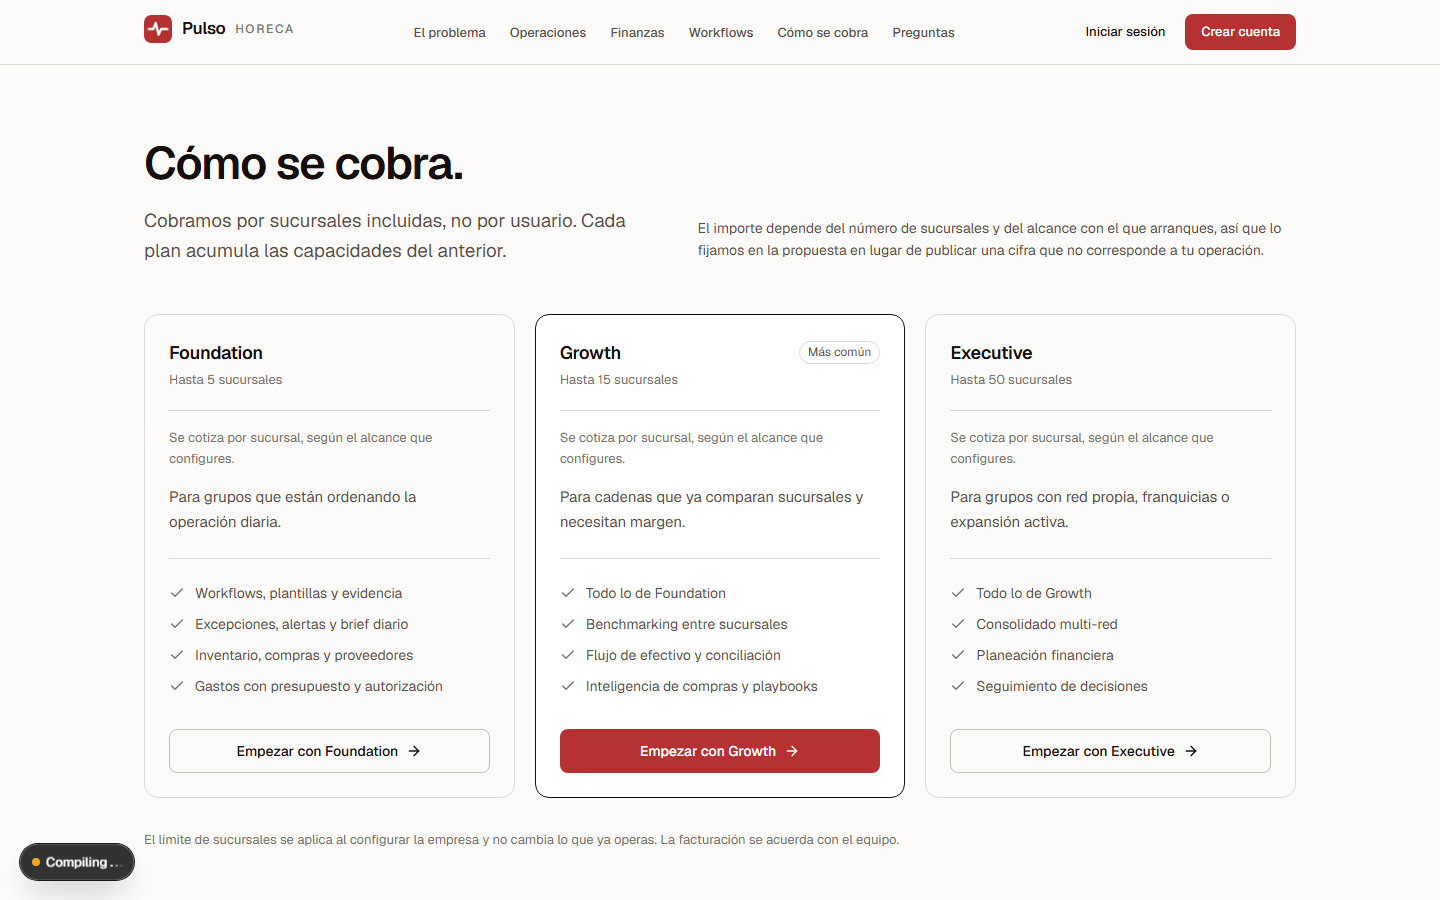 Pulso HORECA
El problema
Operaciones
Finanzas
Workflows
Cómo se cobra
Preguntas
Iniciar sesión
Crear cuenta
Cómo se cobra.
Cobramos por sucursales incluidas, no por usuario. Cada
plan acumula las capacidades del anterior.
El importe depende del número de sucursales y del alcance con el que arranques, así que lo
fijamos en la propuesta en lugar de publicar una cifra que no corresponde a tu operación.
Foundation
Hasta 5 sucursales
Se cotiza por sucursal, según el alcance que
configures.
Para grupos que están ordenando la
operación diaria.
Workflows, plantillas y evidencia
Excepciones, alertas y brief diario
Inventario, compras y proveedores
Gastos con presupuesto y autorización
Empezar con Foundation
Growth
Más común
Hasta 15 sucursales
Se cotiza por sucursal, según el alcance que
configures.
Para cadenas que ya comparan sucursales y
necesitan margen.
Todo lo de Foundation
Benchmarking entre sucursales
Flujo de efectivo y conciliación
Inteligencia de compras y playbooks
Empezar con Growth
Executive
Hasta 50 sucursales
Se cotiza por sucursal, según el alcance que
configures.
Para grupos con red propia, franquicias o
expansión activa.
Todo lo de Growth
Consolidado multi-red
Planeación financiera
Seguimiento de decisiones
Empezar con Executive
El límite de sucursales se aplica al configurar la empresa y no cambia lo que ya operas. La facturación se acuerda con el equipo.
Compiling...